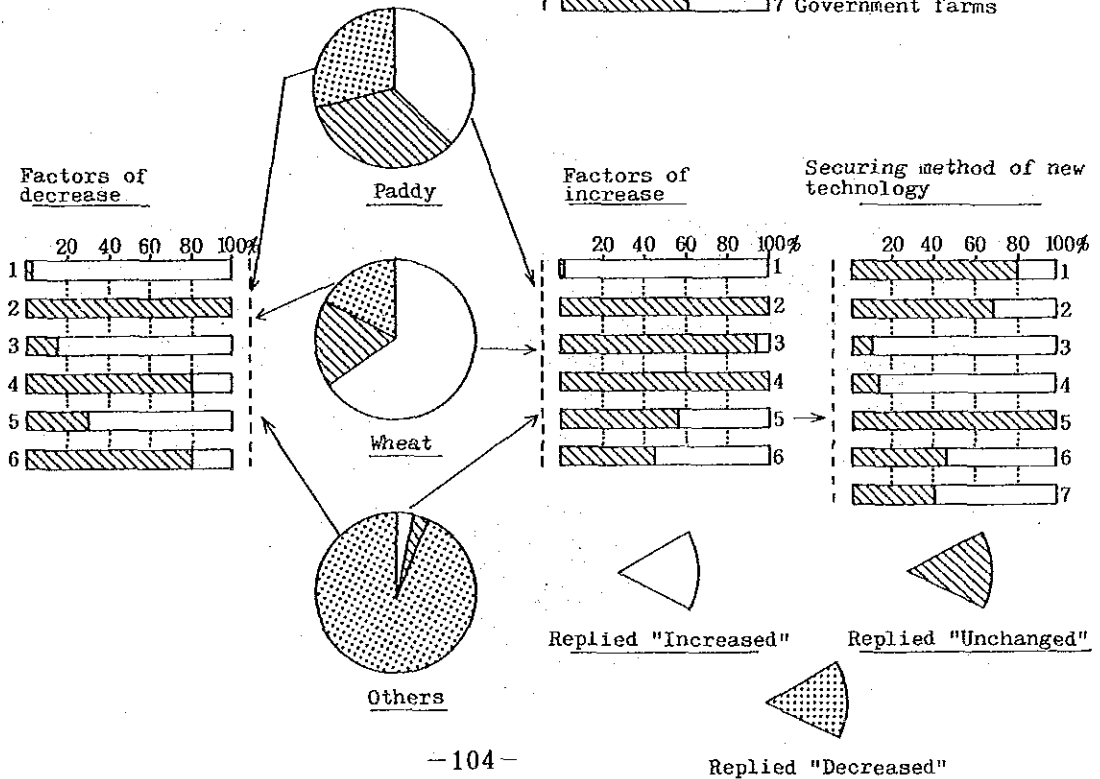 7 7 Government farms
Paddy
Factors of
decrease
20 40 60 80 100%
1
2
3
4
5
6
Wheat
Others
Factors of
increase
20 40 60 80 100%
1
2
3
4
5
6
Securing method of new
technology
20 40 60 80 100%
1
2
3
4
5
6
7
Replied "Increased"
Replied "Unchanged"
Replied "Decreased"
-104-